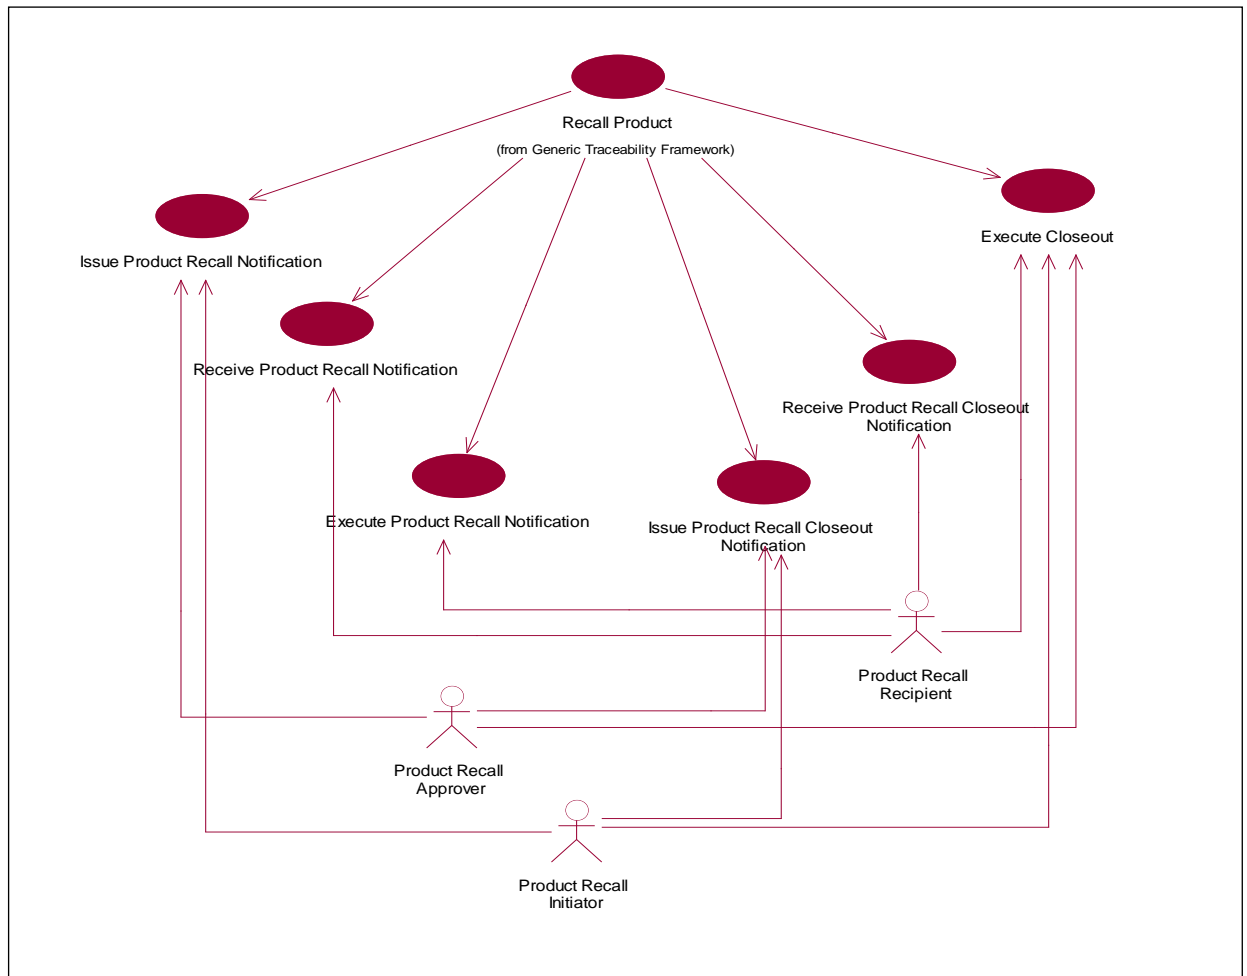 Recall Product
(from Generic Traceability Framework)
Execute Closeout
Issue Product Recall Notification
Receive Product Recall Notification
Receive Product Recall Closeout
Notification
Execute Product Recall Notification
Issue Product Recall Closeout
Notification
Product Recall
Recipient
Product Recall
Approver
Product Recall
Initiator